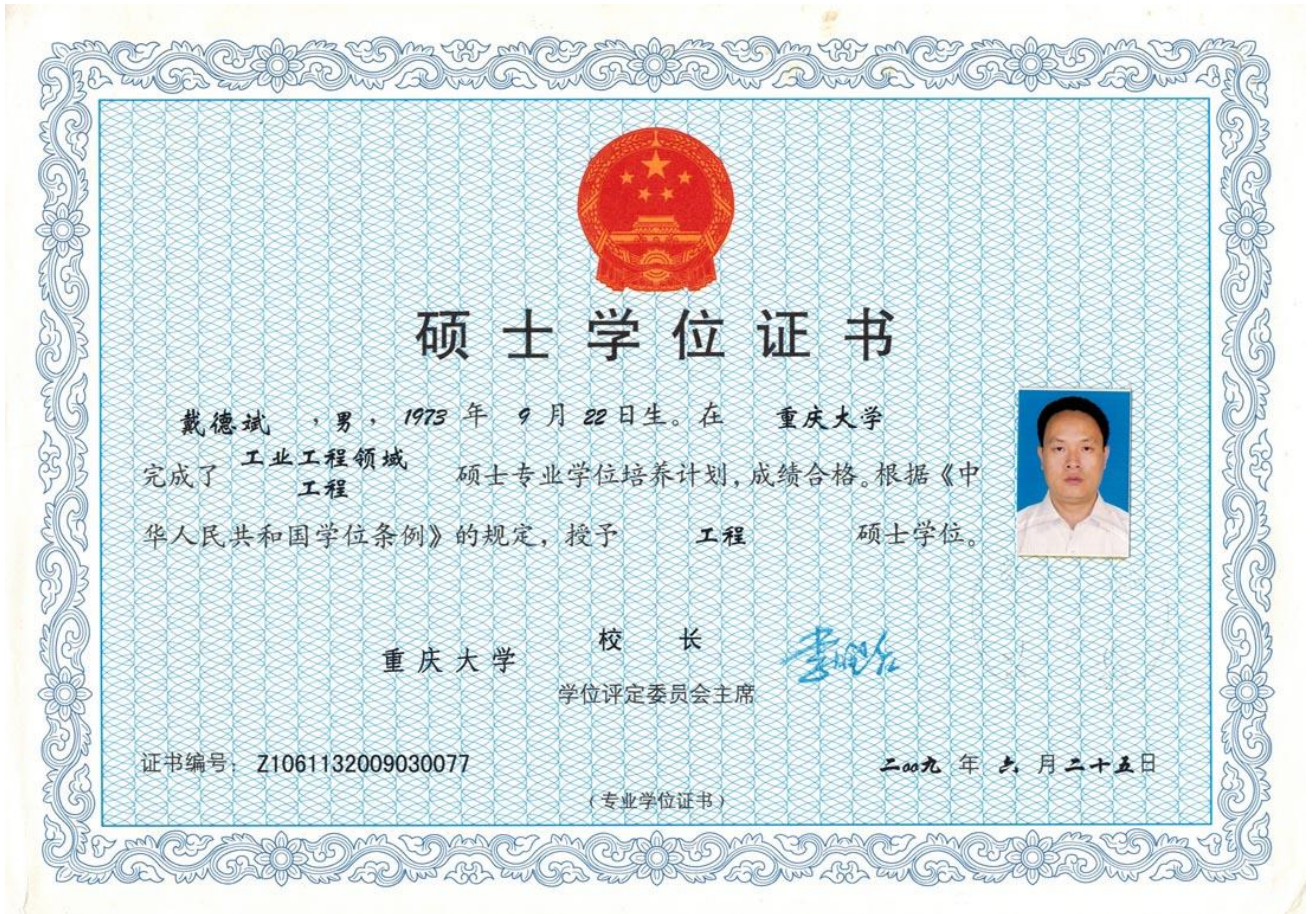 硕士学位证书
戴德斌 ，男，1973 年 9 月 22 日生。在 重庆大学
完成了 工业工程领域
工程 硕士专业学位培养计划，成绩合格。根据《中
华人民共和国学位条例》的规定，授予 工程 硕士学位。
重庆大学 校 长
学位评定委员会主席
证书编号：Z1061132009030077 二〇〇九 年 六 月 二十五 日
（专业学位证书）